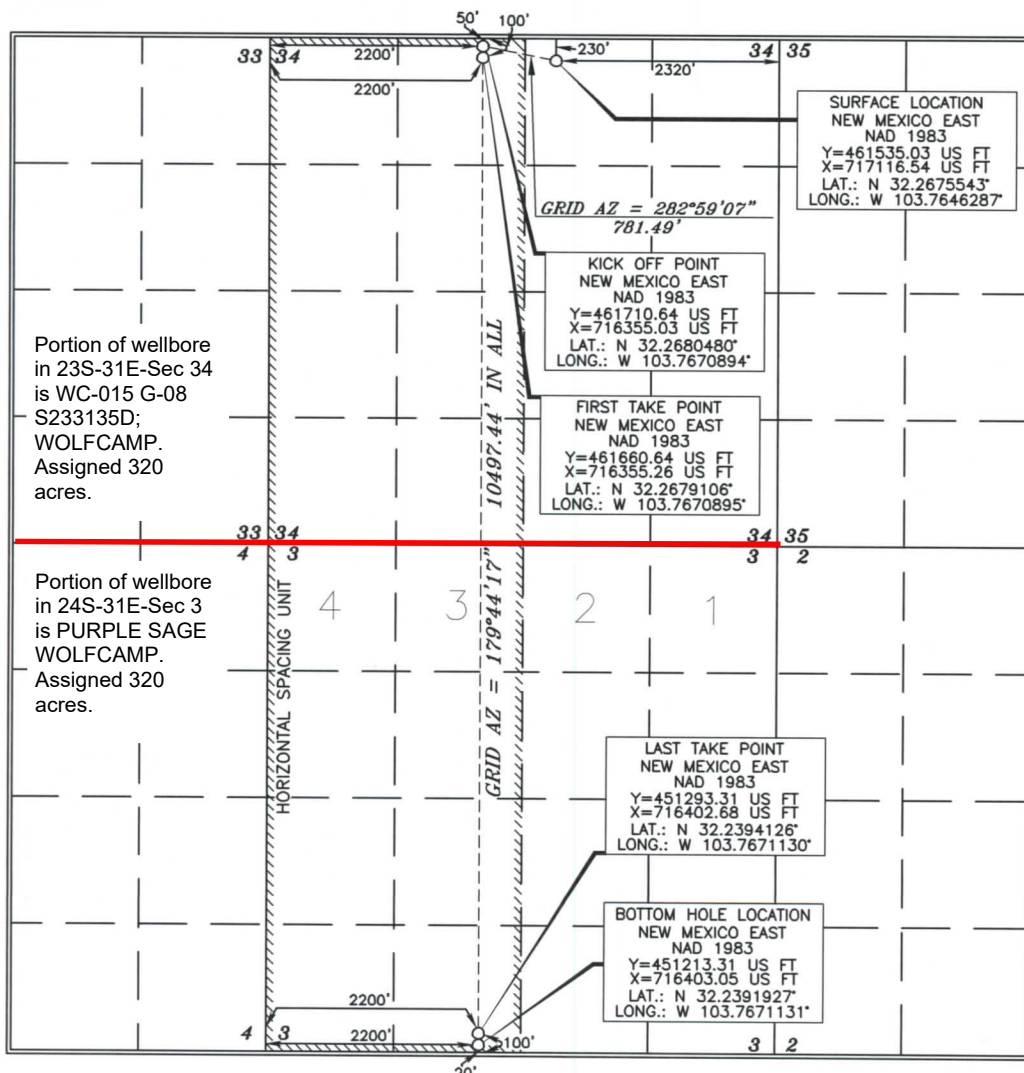 50' 100'
33 34
2200'
230'
34 35
2320'
2200'
SURFACE LOCATION
NEW MEXICO EAST
NAD 1983
Y=461535.03 US FT
X=717116.54 US FT
LAT.: N 32.2675543°
LONG.: W 103.7646287°
GRID AZ = 282°59'07"
781.49'
KICK OFF POINT
NEW MEXICO EAST
NAD 1983
Y=461710.64 US FT
X=716355.03 US FT
LAT.: N 32.2680480°
LONG.: W 103.7670894°
Portion of wellbore
in 23S-31E-Sec 34
is WC-015 G-08
S233135D;
WOLFCAMP.
Assigned 320
acres.
FIRST TAKE POINT
NEW MEXICO EAST
NAD 1983
Y=461660.64 US FT
X=716355.26 US FT
LAT.: N 32.2679106°
LONG.: W 103.7670895°
GRID AZ = 179°44'17" 10497.44' IN ALL
33 34
34 35
4 3
3 2
Portion of wellbore
in 24S-31E-Sec 3
is PURPLE SAGE
WOLFCAMP.
Assigned 320
acres.
4 3 2 1
HORIZONTAL SPACING UNIT
LAST TAKE POINT
NEW MEXICO EAST
NAD 1983
Y=451293.31 US FT
X=716402.68 US FT
LAT.: N 32.2394126°
LONG.: W 103.7671130°
BOTTOM HOLE LOCATION
NEW MEXICO EAST
NAD 1983
Y=451213.31 US FT
X=716403.05 US FT
LAT.: N 32.2391927°
LONG.: W 103.7671131°
2200'
4 3
2200'
100'
3 2
20'